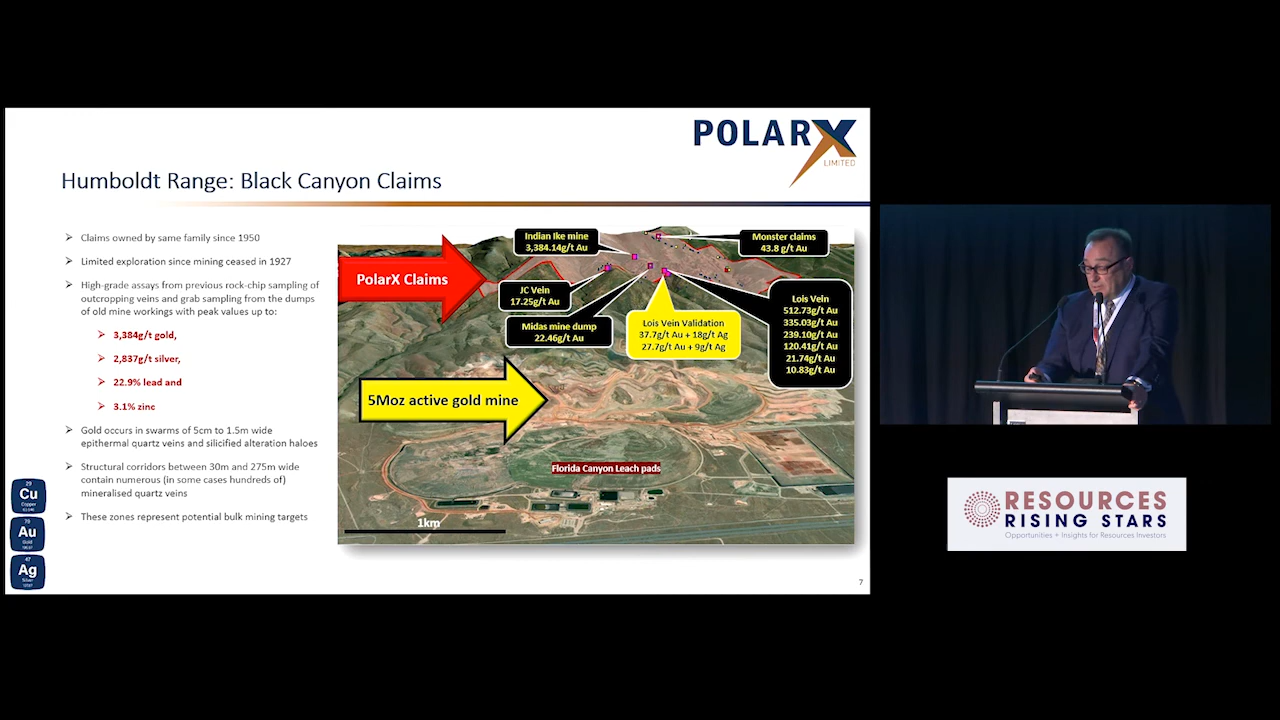 POLARX
LIMITED
Humboldt Range: Black Canyon Claims
Claims owned by same family since 1950
Limited exploration since mining ceased in 1927
High-grade assays from previous rock-chip sampling of
outcropping veins and grab sampling from the dumps
of old mine workings with peak values up to:
3,384g/t gold,
2,837g/t silver,
22.9% lead and
3.1% zinc
Gold occurs in swarms of 5cm to 1.5m wide
epithermal quartz veins and silicified alteration haloes
Structural corridors between 30m and 275m wide
contain numerous (in some cases hundreds of)
mineralised quartz veins
These zones represent potential bulk mining targets
29
Cu
Copper
79
Au
Gold
47
Ag
Silver
PolarX Claims
Indian Ike mine
3,384.14g/t Au
Monster claims
43.8 g/t Au
JC Vein
17.25g/t Au
Midas mine dump
22.46g/t Au
Lois Vein Validation
37.7g/t Au + 18g/t Ag
27.7g/t Au + 9g/t Ag
Lois Vein
512.73g/t Au
335.03g/t Au
239.10g/t Au
120.41g/t Au
21.74g/t Au
10.83g/t Au
5Moz active gold mine
Florida Canyon Leach pads
1km
7
RESOURCES
RISING STARS
Opportunities + Insights for Resources Investors